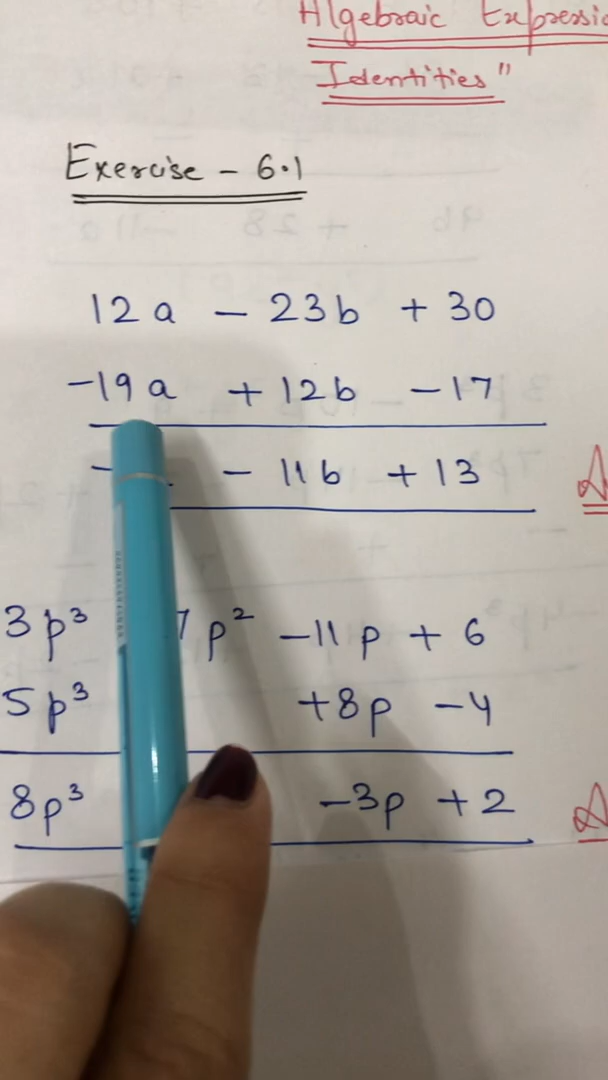 Algebraic Expressio
Identities"
Exercise - 6.1
12a - 23b + 30
-19a + 12b - 17
- - 11b + 13
3p³ 7p² -11p + 6
5p³ +8p -4
8p³ -3p +2